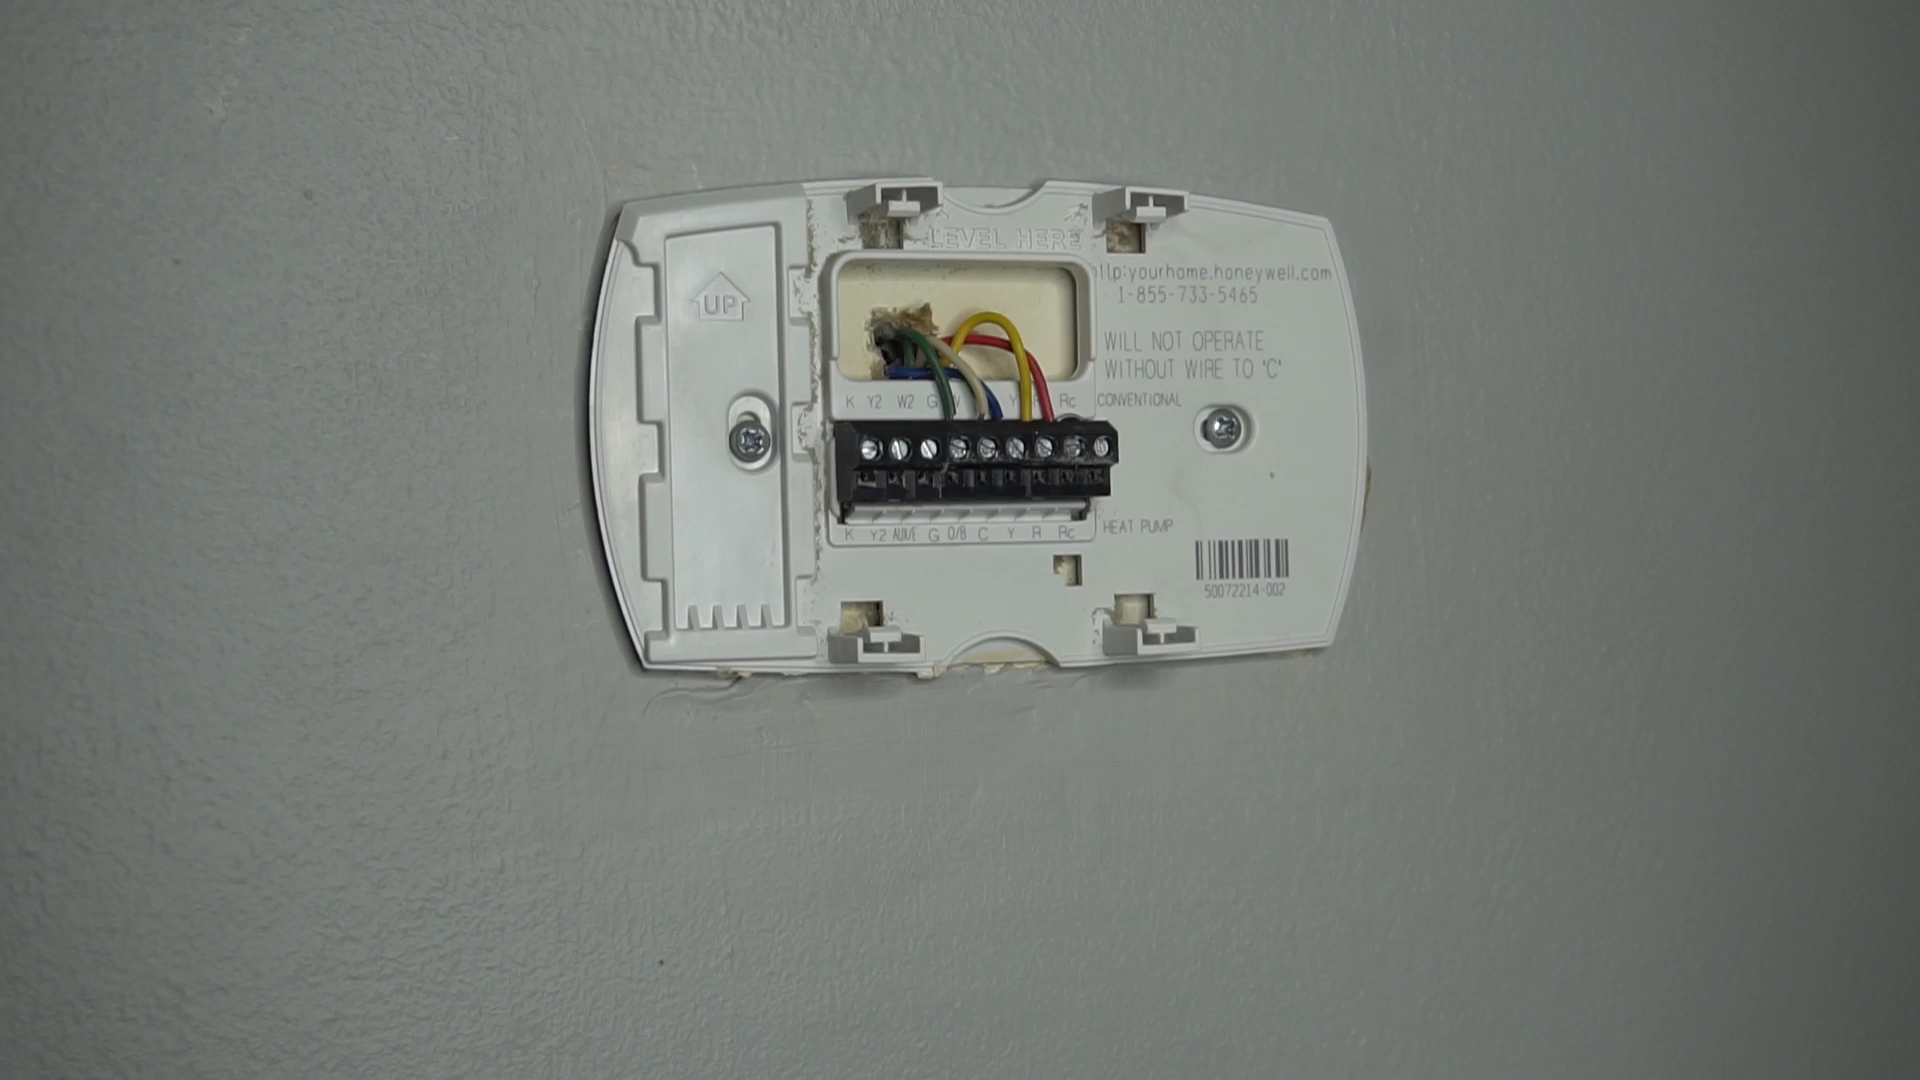 LEVEL HERE
UP
yourhome.honeywell.com
1-855-733-5465
WILL NOT OPERATE
WITHOUT WIRE TO "C"
K Y2 W2 G Y Rc CONVENTIONAL
K Y2 AUX/E G O/B C Y R Rc HEAT PUMP
50072214-002